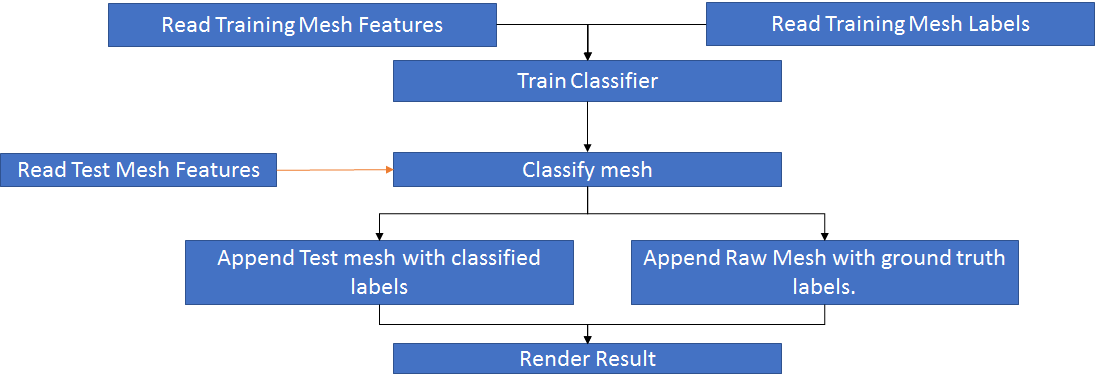 Read Training Mesh Features
Read Training Mesh Labels
Train Classifier
Read Test Mesh Features
Classify mesh
Append Test mesh with classified
labels
Append Raw Mesh with ground truth
labels.
Render Result